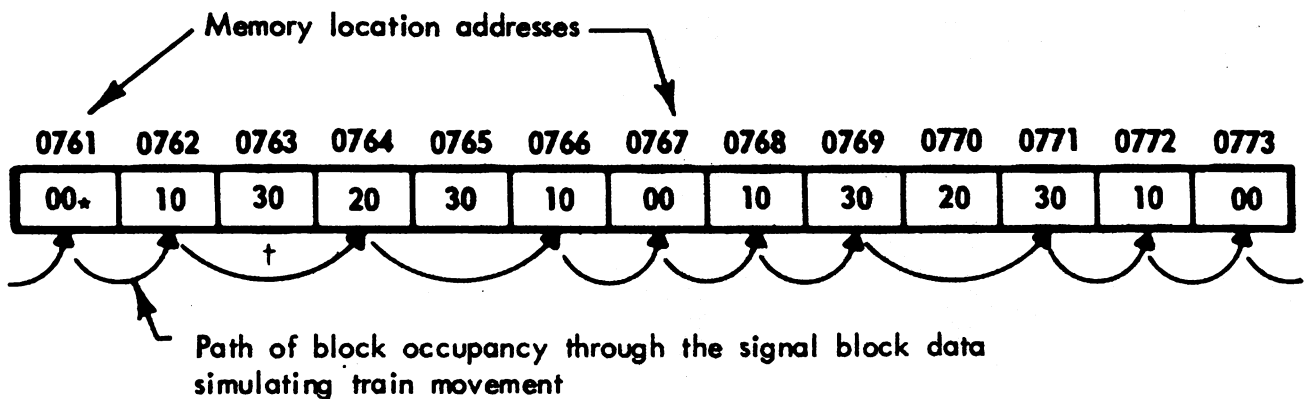 Memory location addresses
0761 0762 0763 0764 0765 0766 0767 0768 0769 0770 0771 0772 0773
00* 10 30 20 30 10 00 10 30 20 30 10 00
†
Path of block occupancy through the signal block data
simulating train movement